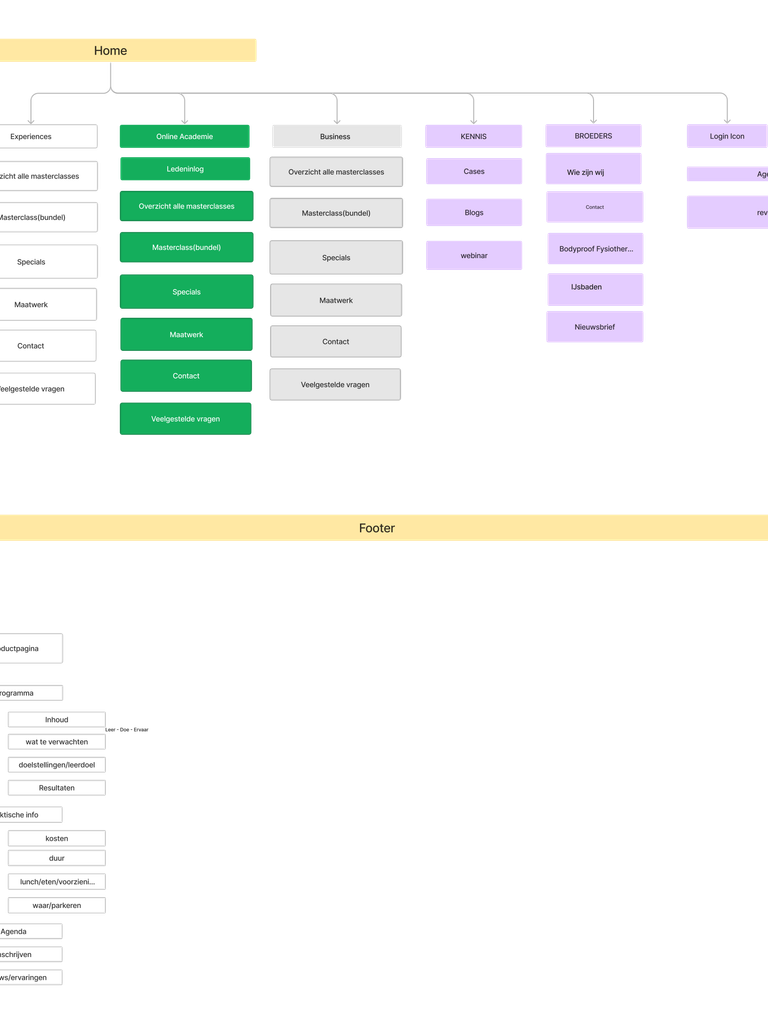 Home
Experiences
Online Academie
Business
KENNIS
BROEDERS
Login Icon
zicht alle masterclasses
Masterclass(bundel)
Specials
Maatwerk
Contact
Veelgestelde vragen
Ledeninlog
Overzicht alle masterclasses
Masterclass(bundel)
Specials
Maatwerk
Contact
Veelgestelde vragen
Overzicht alle masterclasses
Masterclass(bundel)
Specials
Maatwerk
Contact
Veelgestelde vragen
Cases
Blogs
webinar
Wie zijn wij
Contact
Bodyproof Fysiother...
IJsbaden
Nieuwsbrief
Age
rev
Footer
oductpagina
rogramma
Inhoud
Leer - Doe - Ervaar
wat te verwachten
doelstellingen/leerdoel
Resultaten
ktische info
kosten
duur
lunch/eten/voorzieni...
waar/parkeren
Agenda
schrijven
ws/ervaringen